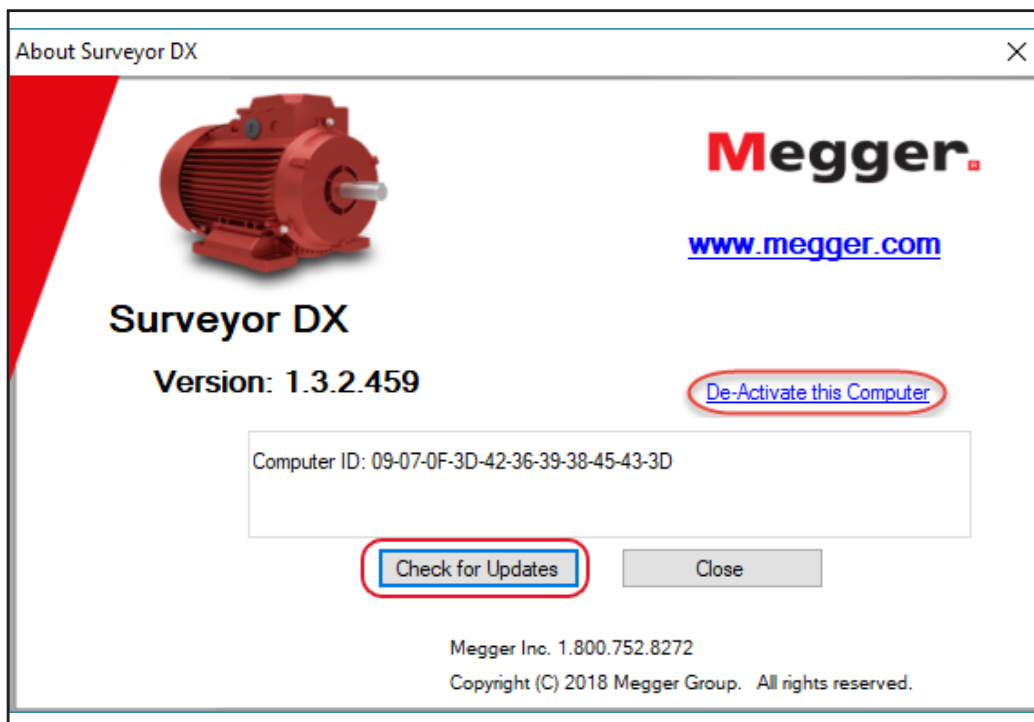 About Surveyor DX
Megger.
www.megger.com
Surveyor DX
Version: 1.3.2.459
De-Activate this Computer
Computer ID: 09-07-0F-3D-42-36-39-38-45-43-3D
Check for Updates
Close
Megger Inc. 1.800.752.8272
Copyright (C) 2018 Megger Group.   All rights reserved.